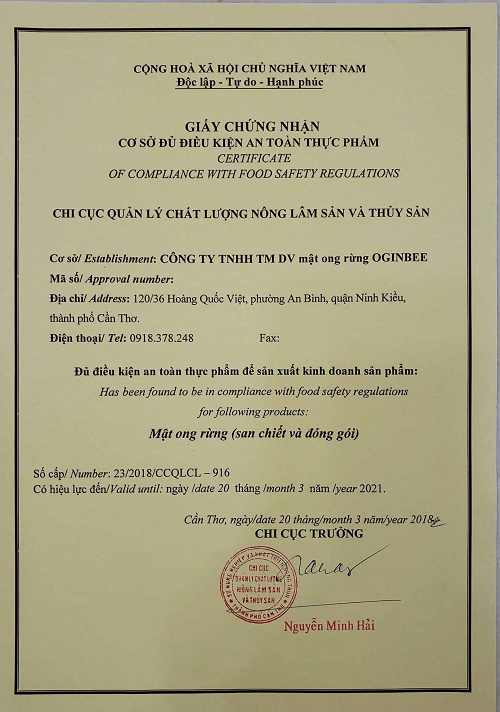 CỘNG HOÀ XÃ HỘI CHỦ NGHĨA VIỆT NAM
Độc lập - Tự do - Hạnh phúc
GIẤY CHỨNG NHẬN
CƠ SỞ ĐỦ ĐIỀU KIỆN AN TOÀN THỰC PHẨM
CERTIFICATE
OF COMPLIANCE WITH FOOD SAFETY REGULATIONS
CHI CỤC QUẢN LÝ CHẤT LƯỢNG NÔNG LÂM SẢN VÀ THỦY SẢN
Cơ sở/ Establishment: CÔNG TY TNHH TM DV mật ong rừng OGINBEE
Mã số/ Approval number:
Địa chỉ/ Address: 120/36 Hoàng Quốc Việt, phường An Bình, quận Ninh Kiều,
thành phố Cần Thơ.
Điện thoại/ Tel: 0918.378.248 Fax:
Đủ điều kiện an toàn thực phẩm để sản xuất kinh doanh sản phẩm:
Has been found to be in compliance with food safety regulations
for following products:
Mật ong rừng (san chiết và đóng gói)
Số cấp/ Number: 23/2018/CCQLCL – 916
Có hiệu lực đến/Valid until: ngày /date 20 tháng /month 3 năm /year 2021.
Cần Thơ, ngày/date 20 tháng/month 3 năm/year 2018
CHI CỤC TRƯỞNG
CHI CỤC
QUẢN LÝ CHẤT LƯỢNG
NÔNG LÂM SẢN
VÀ THỦY SẢN
THÀNH PHỐ CẦN THƠ
Nguyễn Minh Hải